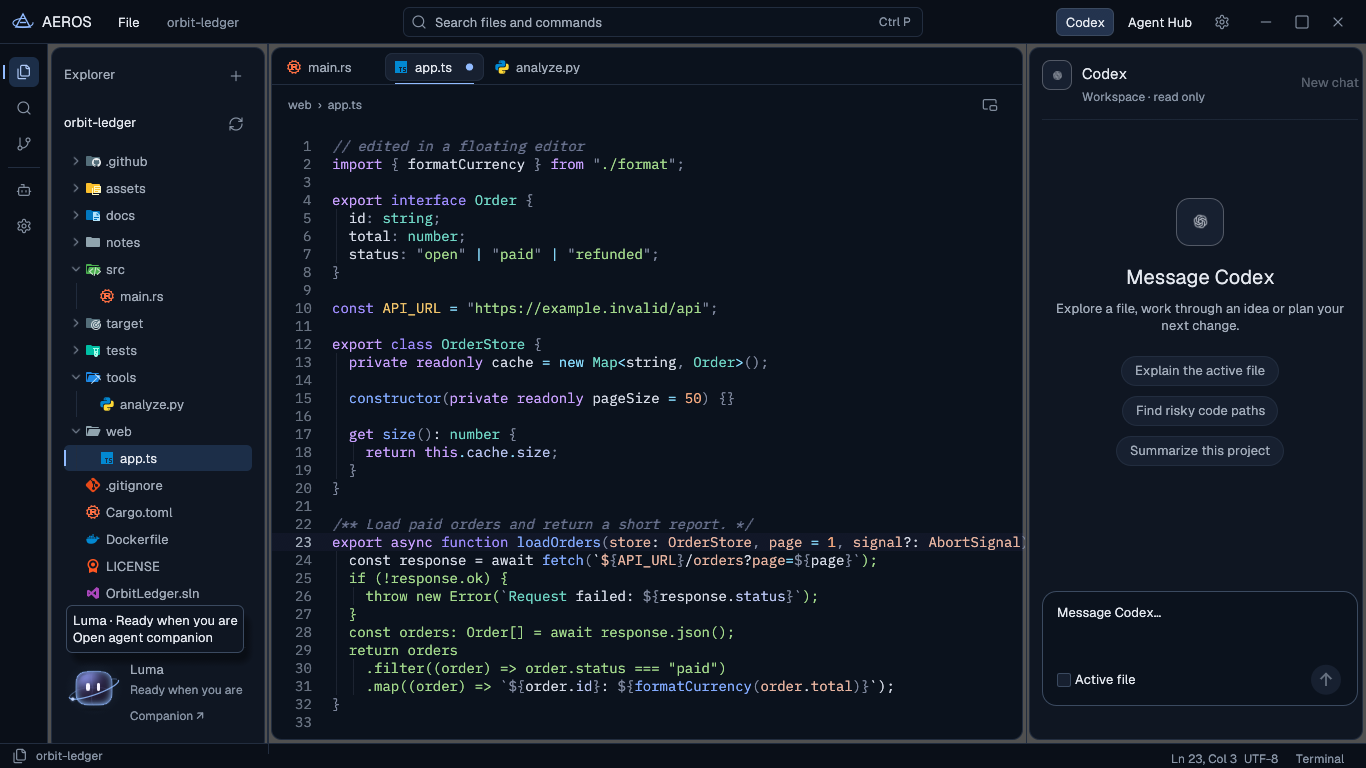 AEROS File orbit-ledger Search files and commands Ctrl P Codex Agent Hub
Explorer
orbit-ledger
.github
assets
docs
notes
src
main.rs
target
tests
tools
analyze.py
web
app.ts
.gitignore
Cargo.toml
Dockerfile
LICENSE
OrbitLedger.sln
Luma · Ready when you are
Open agent companion
Luma
Ready when you are
Companion ↗
main.rs app.ts analyze.py
web › app.ts
1 // edited in a floating editor
2 import { formatCurrency } from "./format";
3
4 export interface Order {
5 id: string;
6 total: number;
7 status: "open" | "paid" | "refunded";
8 }
9
10 const API_URL = "https://example.invalid/api";
11
12 export class OrderStore {
13 private readonly cache = new Map<string, Order>();
14
15 constructor(private readonly pageSize = 50) {}
16
17 get size(): number {
18 return this.cache.size;
19 }
20 }
21
22 /** Load paid orders and return a short report. */
23 export async function loadOrders(store: OrderStore, page = 1, signal?: AbortSignal)
24 const response = await fetch(`${API_URL}/orders?page=${page}`);
25 if (!response.ok) {
26 throw new Error(`Request failed: ${response.status}`);
27 }
28 const orders: Order[] = await response.json();
29 return orders
30 .filter((order) => order.status === "paid")
31 .map((order) => `${order.id}: ${formatCurrency(order.total)}`);
32 }
33
Codex
Workspace · read only
New chat
Message Codex
Explore a file, work through an idea or plan your
next change.
Explain the active file
Find risky code paths
Summarize this project
Message Codex…
Active file
orbit-ledger Ln 23, Col 3 UTF-8 Terminal